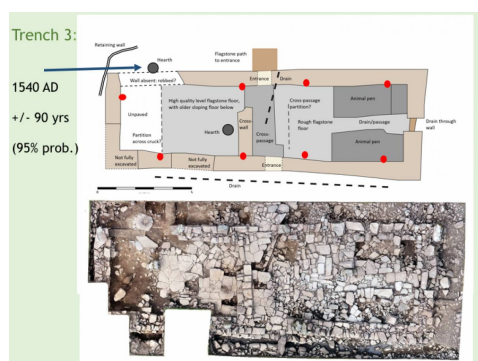 Trench 3:
1540 AD
+/- 90 yrs
(95% prob.)
Retaining wall
Hearth
Wall absent: robbed?
Flagstone path
to entrance
Entrance
Drain
Unpaved
High quality level flagstone floor,
with older sloping floor below
Hearth
Cross-
wall
Cross-
passage
Cross-passage
partition?
Rough flagstone
floor
Animal pen
Drain/passage
Animal pen
Drain through
wall
Partition
across cruck?
Not fully
excavated
Not fully
excavated
Entrance
Drain